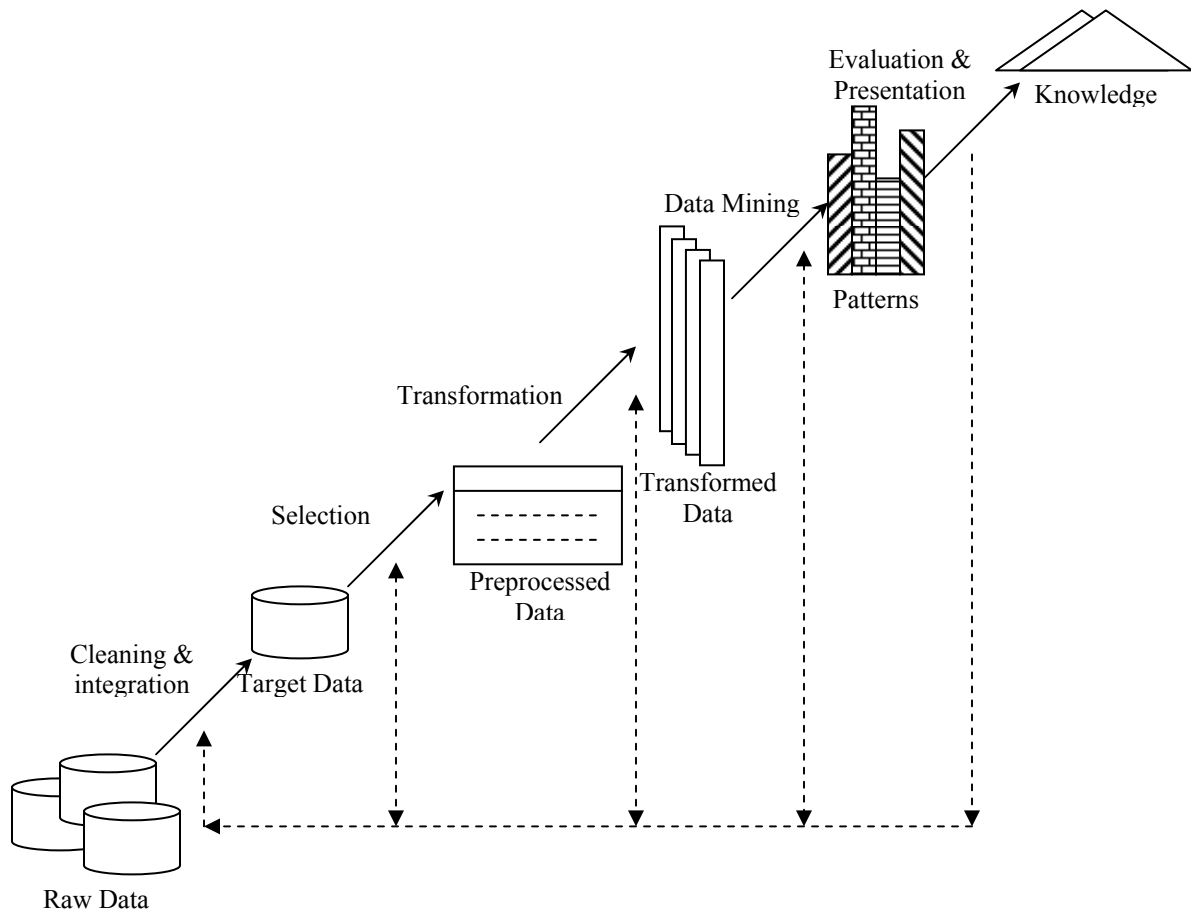 Evaluation &
Presentation
Knowledge
Data Mining
Patterns
Transformation
Transformed
Data
Selection
Preprocessed
Data
Cleaning &
integration
Target Data
Raw Data